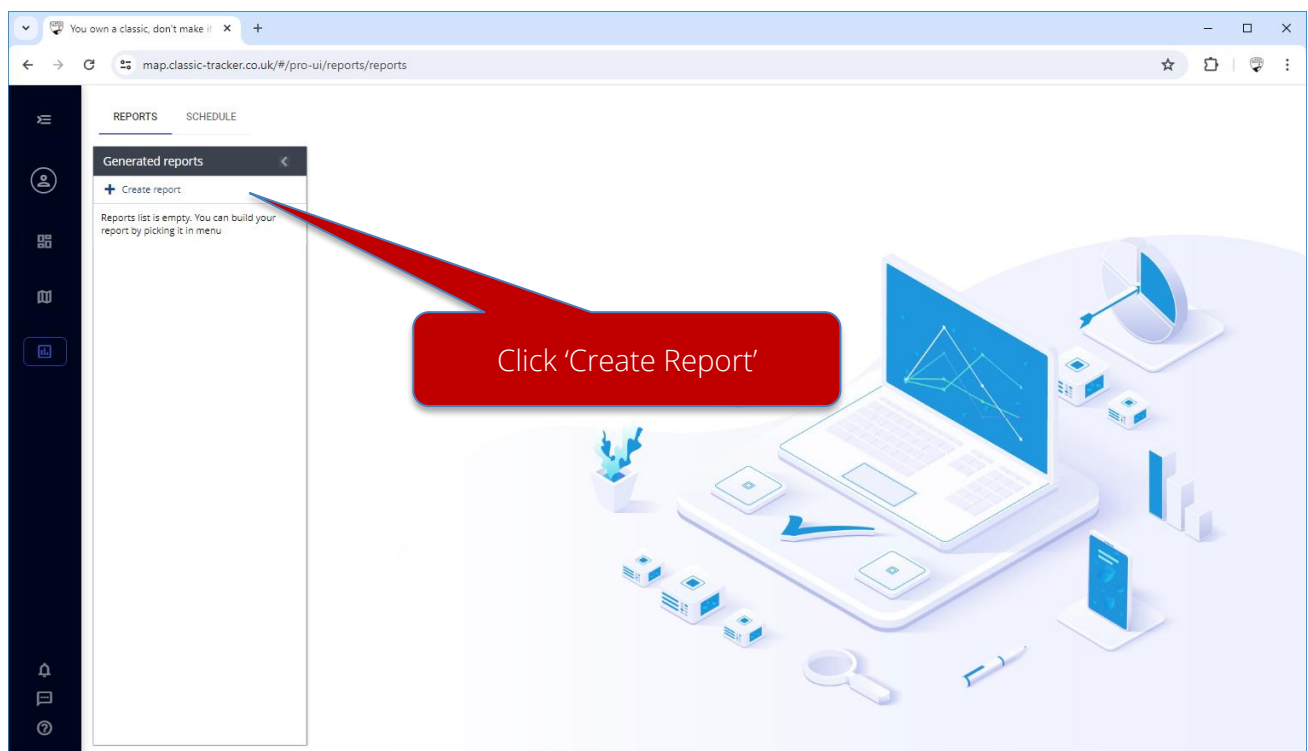 You own a classic, don't make i
map.classic-tracker.co.uk/#/pro-ui/reports/reports
REPORTS SCHEDULE
Generated reports
+ Create report
Reports list is empty. You can build your
report by picking it in menu
Click ‘Create Report’